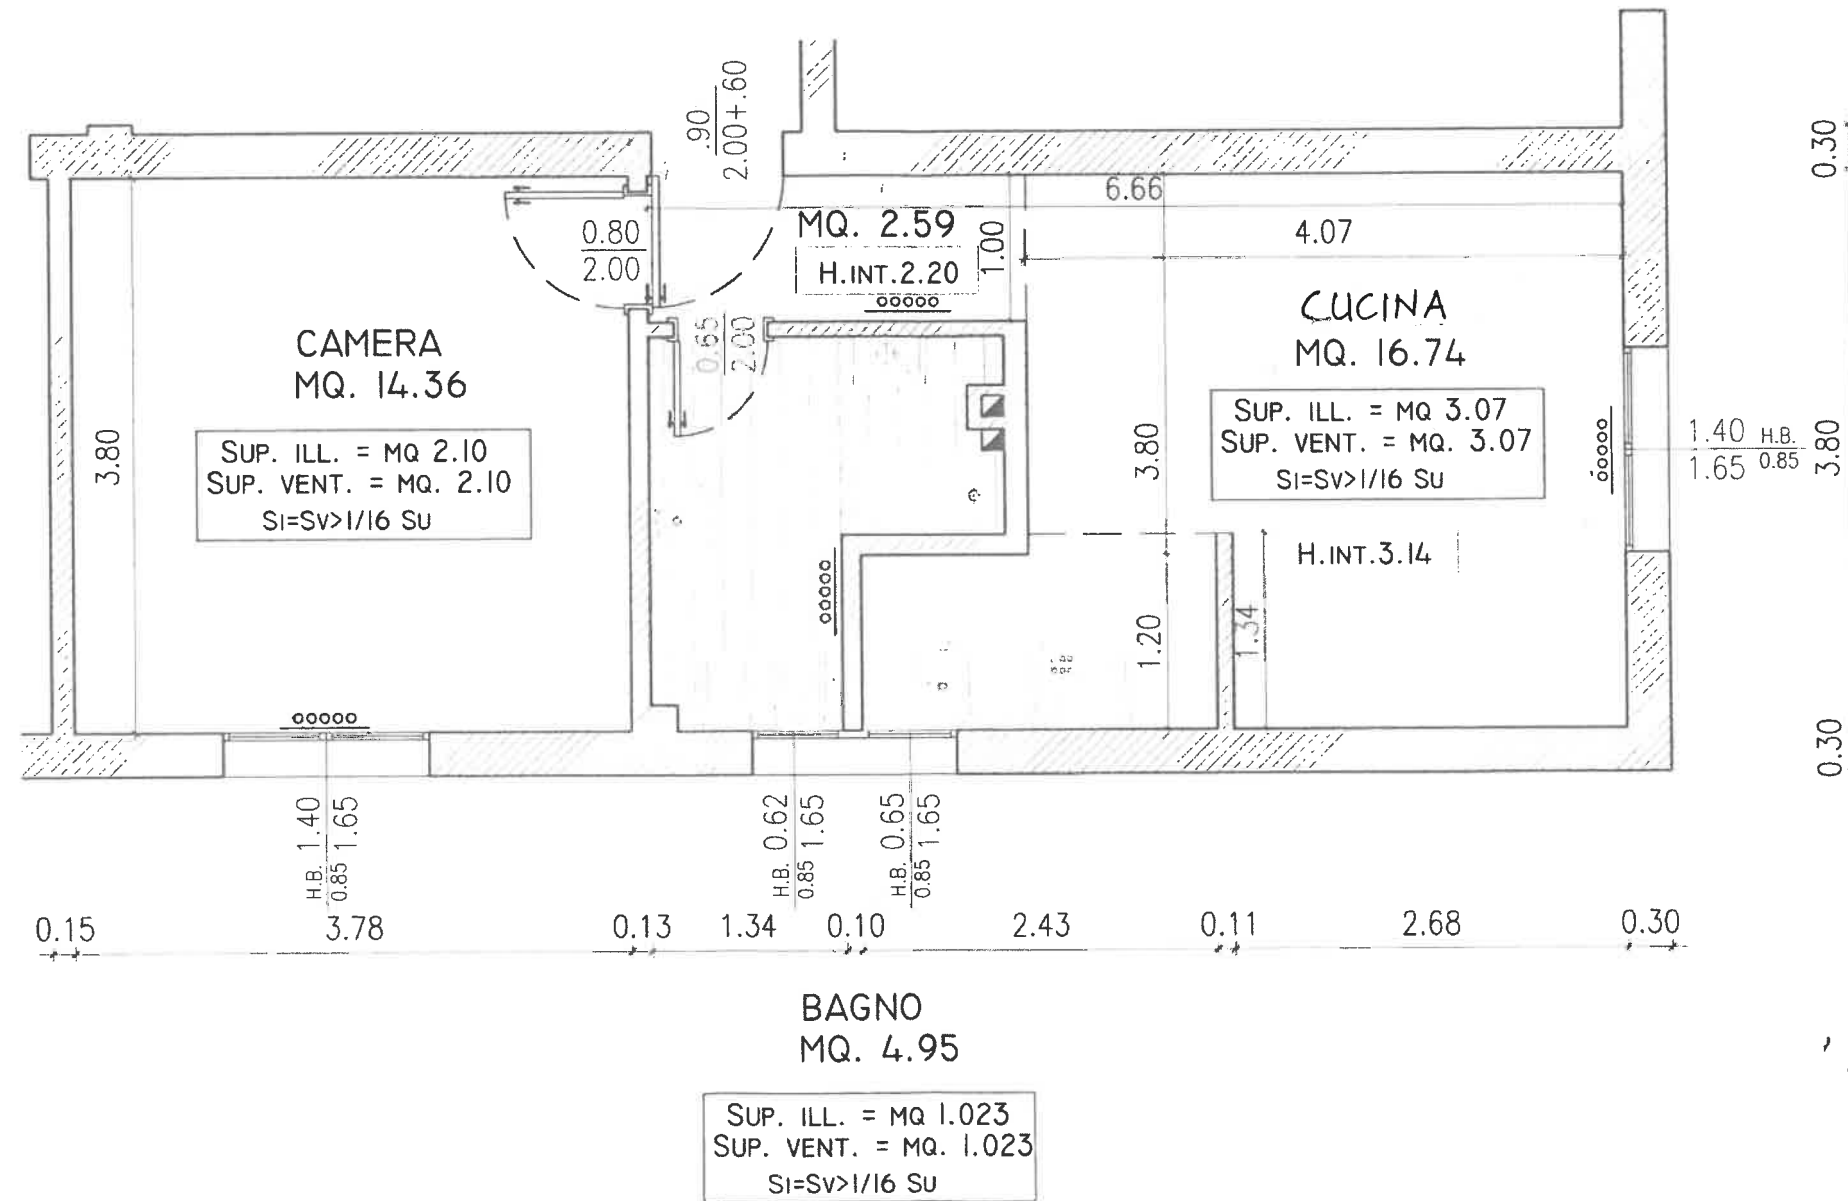 .90
2.00+.60
0.30
6.66
0.80
2.00
MQ. 2.59
H.INT.2.20
1.00
4.07
0.65
2.00
CAMERA
MQ. 14.36
SUP. ILL. = MQ 2.10
SUP. VENT. = MQ. 2.10
SI=SV>1/16 SU
3.80
CUCINA
MQ. 16.74
SUP. ILL. = MQ 3.07
SUP. VENT. = MQ. 3.07
SI=SV>1/16 SU
3.80
1.40 H.B.
1.65 0.85
3.80
H.INT.3.14
1.20
1.34
0.30
H.B. 1.40
0.85 1.65
H.B. 0.62
0.85 1.65
H.B. 0.65
0.85 1.65
0.15 3.78 0.13 1.34 0.10 2.43 0.11 2.68 0.30
BAGNO
MQ. 4.95
SUP. ILL. = MQ 1.023
SUP. VENT. = MQ. 1.023
SI=SV>1/16 SU